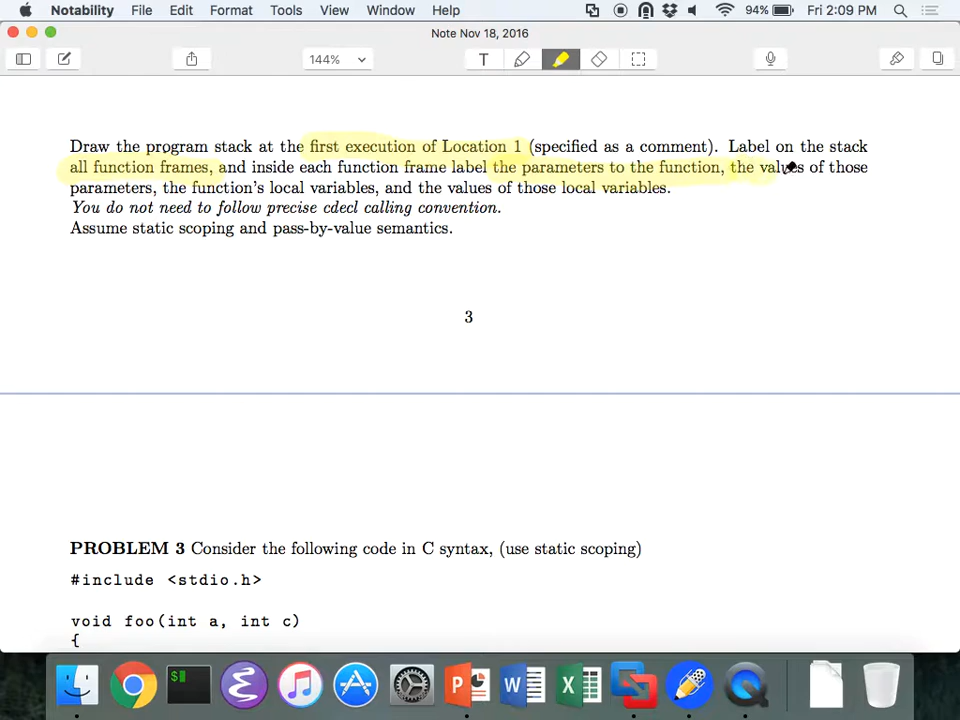 Notability File Edit Format Tools View Window Help 94% Fri 2:09 PM
Note Nov 18, 2016
144% T
Draw the program stack at the first execution of Location 1 (specified as a comment). Label on the stack
all function frames, and inside each function frame label the parameters to the function, the values of those
parameters, the function's local variables, and the values of those local variables.
You do not need to follow precise cdecl calling convention.
Assume static scoping and pass-by-value semantics.
3
PROBLEM 3 Consider the following code in C syntax, (use static scoping)
#include <stdio.h>
void foo(int a, int c)
{
$ P W X